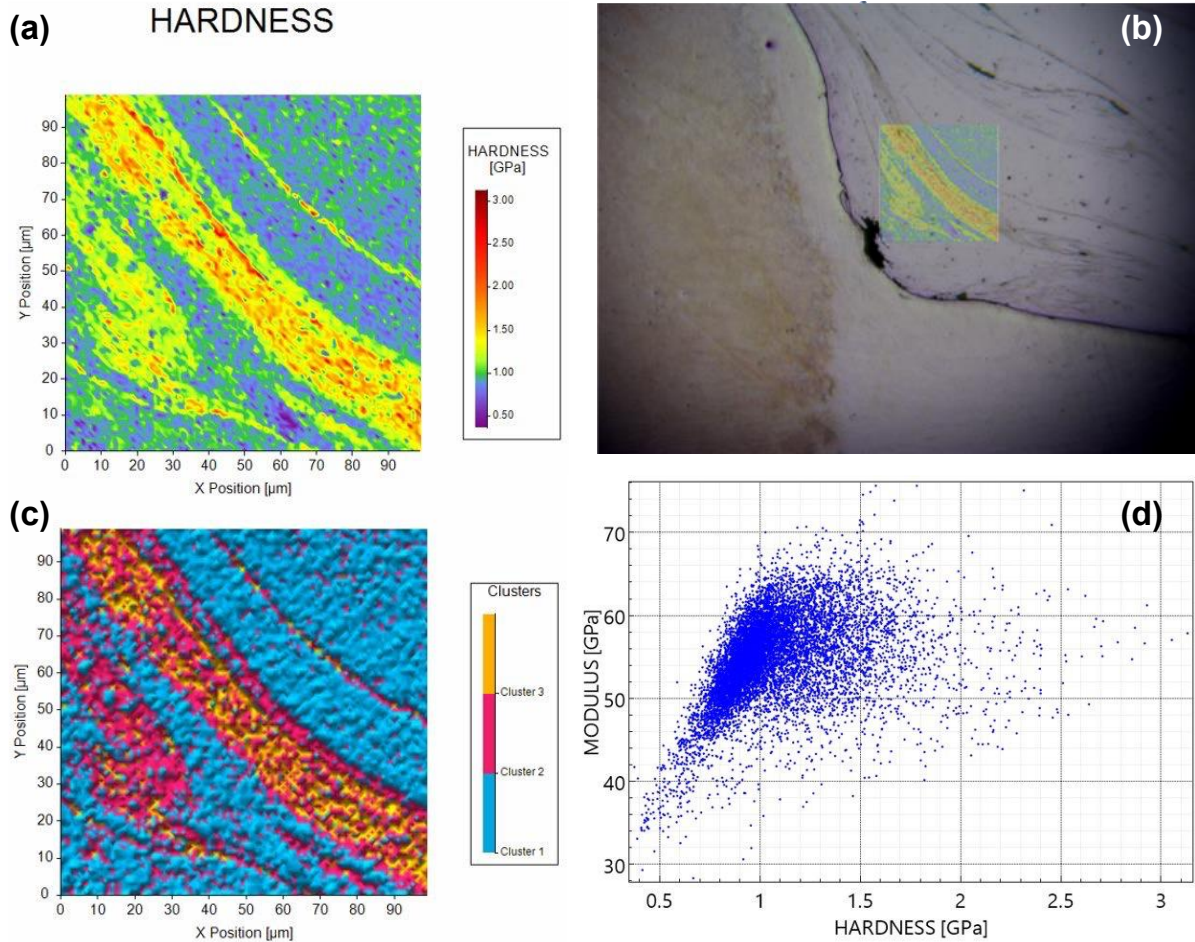 (a)
HARDNESS
90
80
70
60
50
40
30
20
10
0
Y Position [µm]
0 10 20 30 40 50 60 70 80 90
X Position [µm]
HARDNESS
[GPa]
3.00
2.50
2.00
1.50
1.00
0.50
(b)
(c)
90
80
70
60
50
40
30
20
10
0
Y Position [µm]
0 10 20 30 40 50 60 70 80 90
X Position [µm]
Clusters
Cluster 3
Cluster 2
Cluster 1
(d)
70
60
50
40
30
MODULUS [GPa]
0.5 1 1.5 2 2.5 3
HARDNESS [GPa]